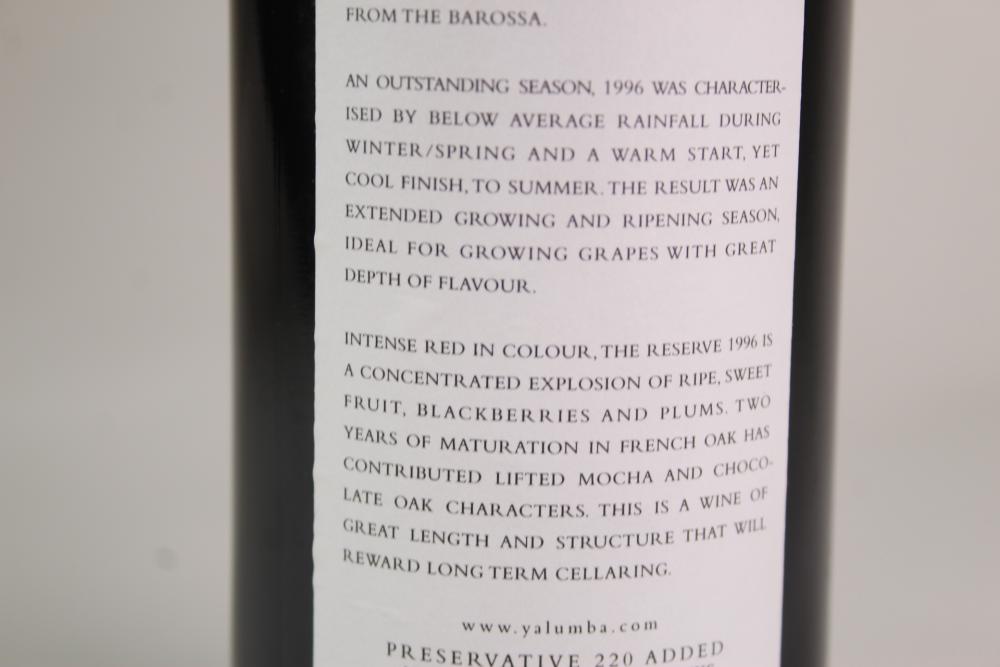 FROM THE BAROSSA.
AN OUTSTANDING SEASON, 1996 WAS CHARACTER-
ISED BY BELOW AVERAGE RAINFALL DURING
WINTER/SPRING AND A WARM START, YET
COOL FINISH, TO SUMMER. THE RESULT WAS AN
EXTENDED GROWING AND RIPENING SEASON,
IDEAL FOR GROWING GRAPES WITH GREAT
DEPTH OF FLAVOUR.
INTENSE RED IN COLOUR, THE RESERVE 1996 IS
A CONCENTRATED EXPLOSION OF RIPE, SWEET
FRUIT, BLACKBERRIES AND PLUMS. TWO
YEARS OF MATURATION IN FRENCH OAK HAS
CONTRIBUTED LIFTED MOCHA AND CHOCO-
LATE OAK CHARACTERS. THIS IS A WINE OF
GREAT LENGTH AND STRUCTURE THAT WILL
REWARD LONG TERM CELLARING.
www.yalumba.com
PRESERVATIVE 220 ADDED